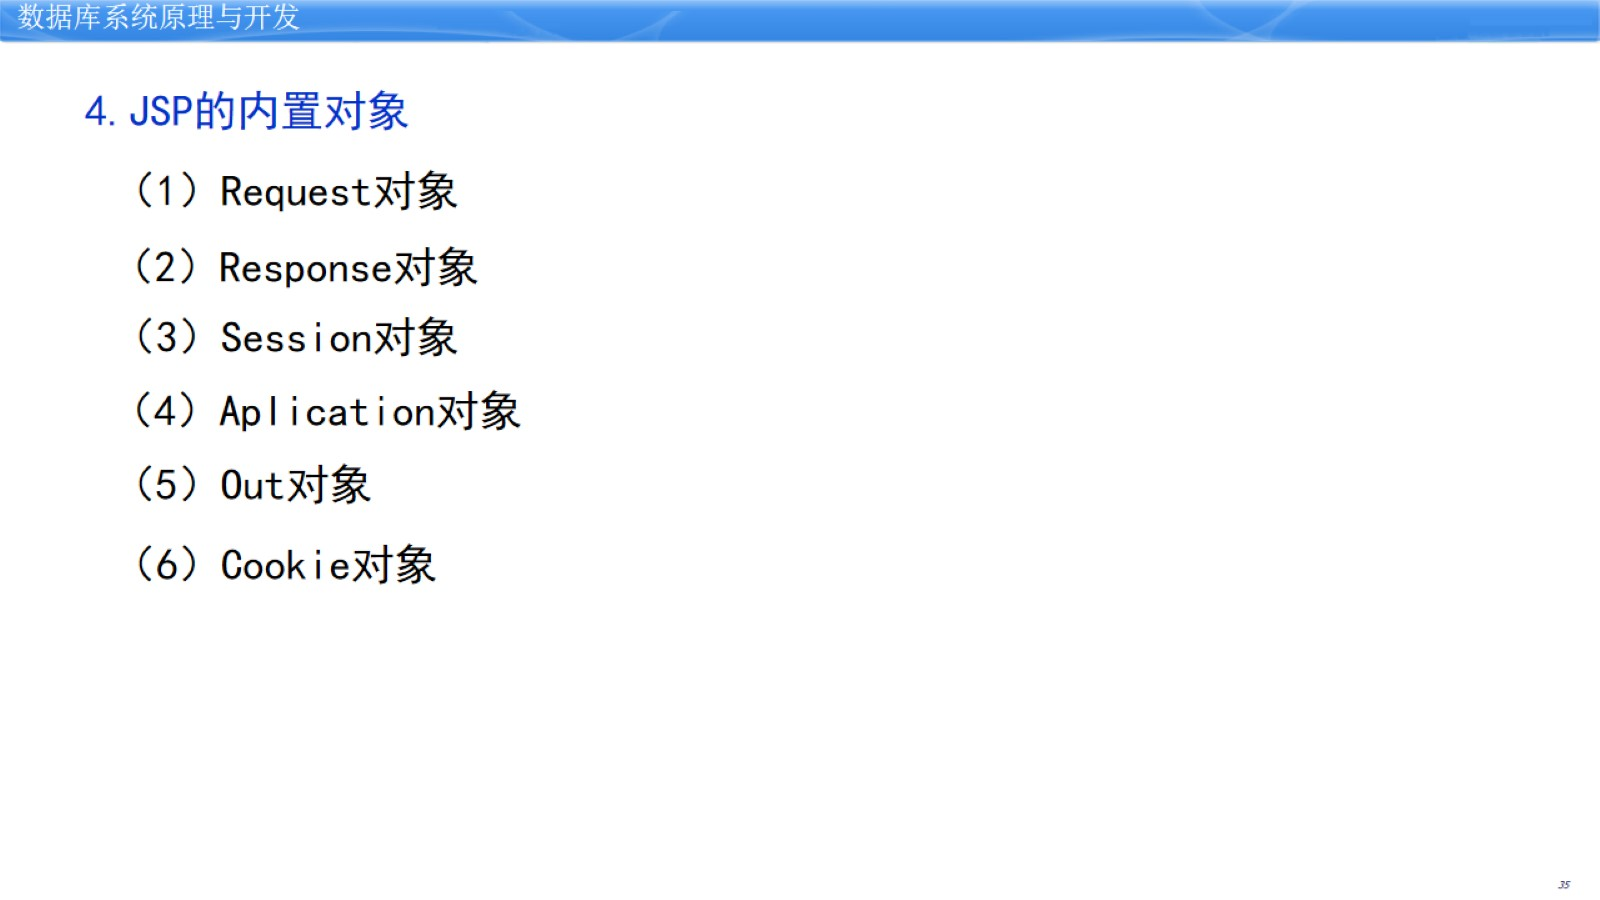 数据库系统原理与开发
4.JSP的内置对象
（1）Request对象
（2）Response对象
（3）Session对象
（4）Aplication对象
（5）Out对象
（6）Cookie对象
35